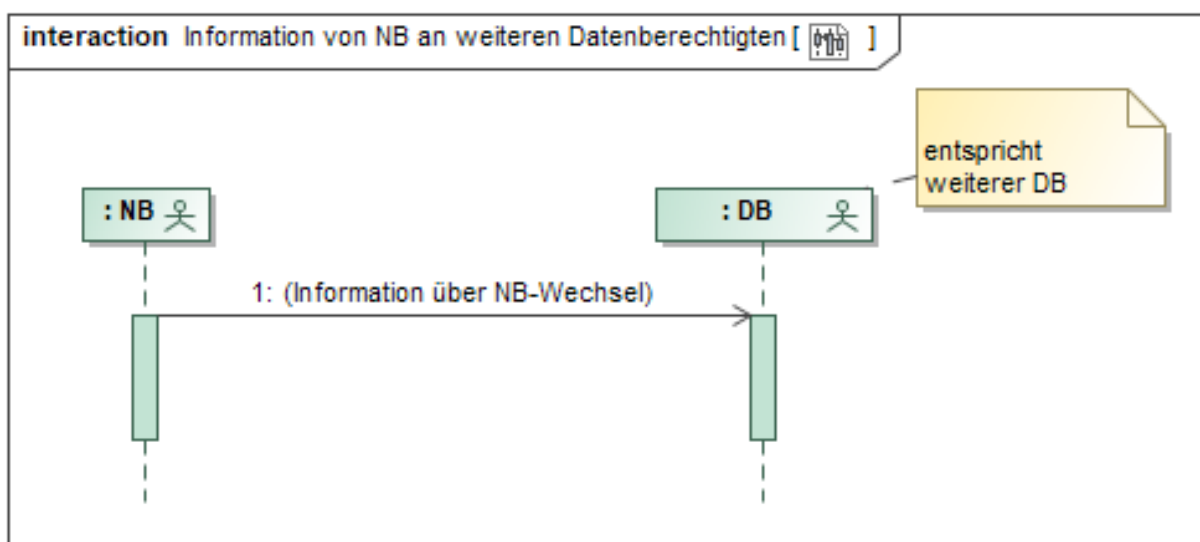 interaction Information von NB an weiteren Datenberechtigten [ ]
entspricht
weiterer DB
: NB
: DB
1: (Information über NB-Wechsel)